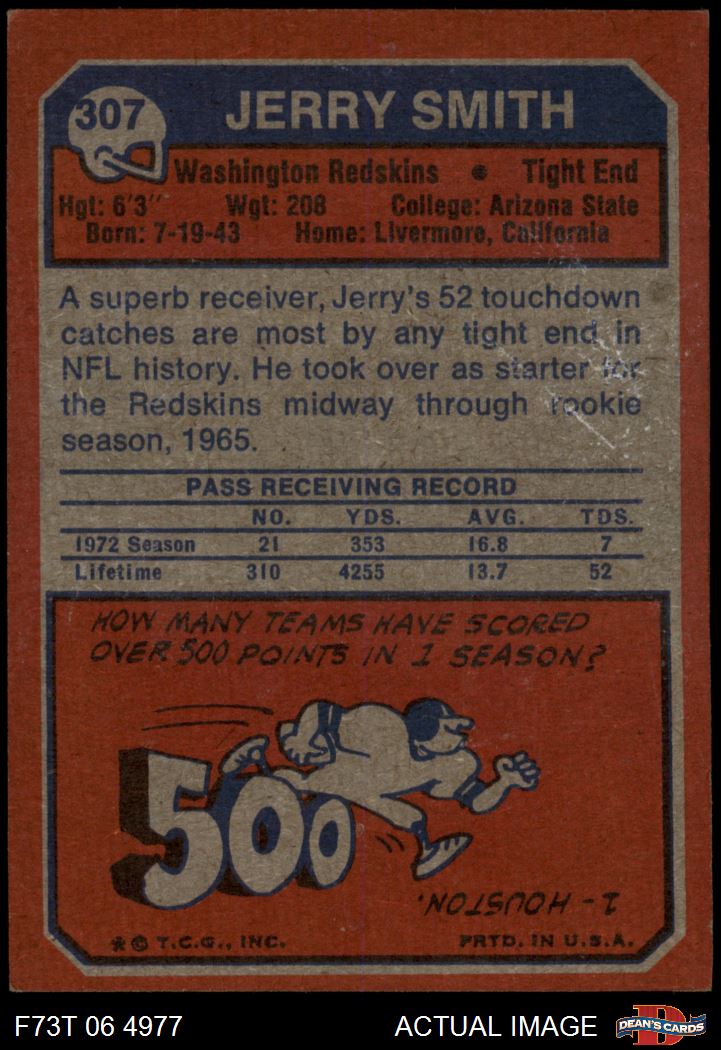 307
JERRY SMITH
Washington Redskins • Tight End
Hgt: 6'3" Wgt: 208 College: Arizona State
Born: 7-19-43 Home: Livermore, California
A superb receiver, Jerry's 52 touchdown
catches are most by any tight end in
NFL history. He took over as starter for
the Redskins midway through rookie
season, 1965.
PASS RECEIVING RECORD
NO. YDS. AVG. TDS.
1972 Season 21 353 16.8 7
Lifetime 310 4255 13.7 52
HOW MANY TEAMS HAVE SCORED
OVER 500 POINTS IN 1 SEASON?
500
1 - HOUSTON.
* © T.C.G., INC. PRTD. IN U.S.A.
F73T 06 4977 ACTUAL IMAGE D DEAN'S CARDS